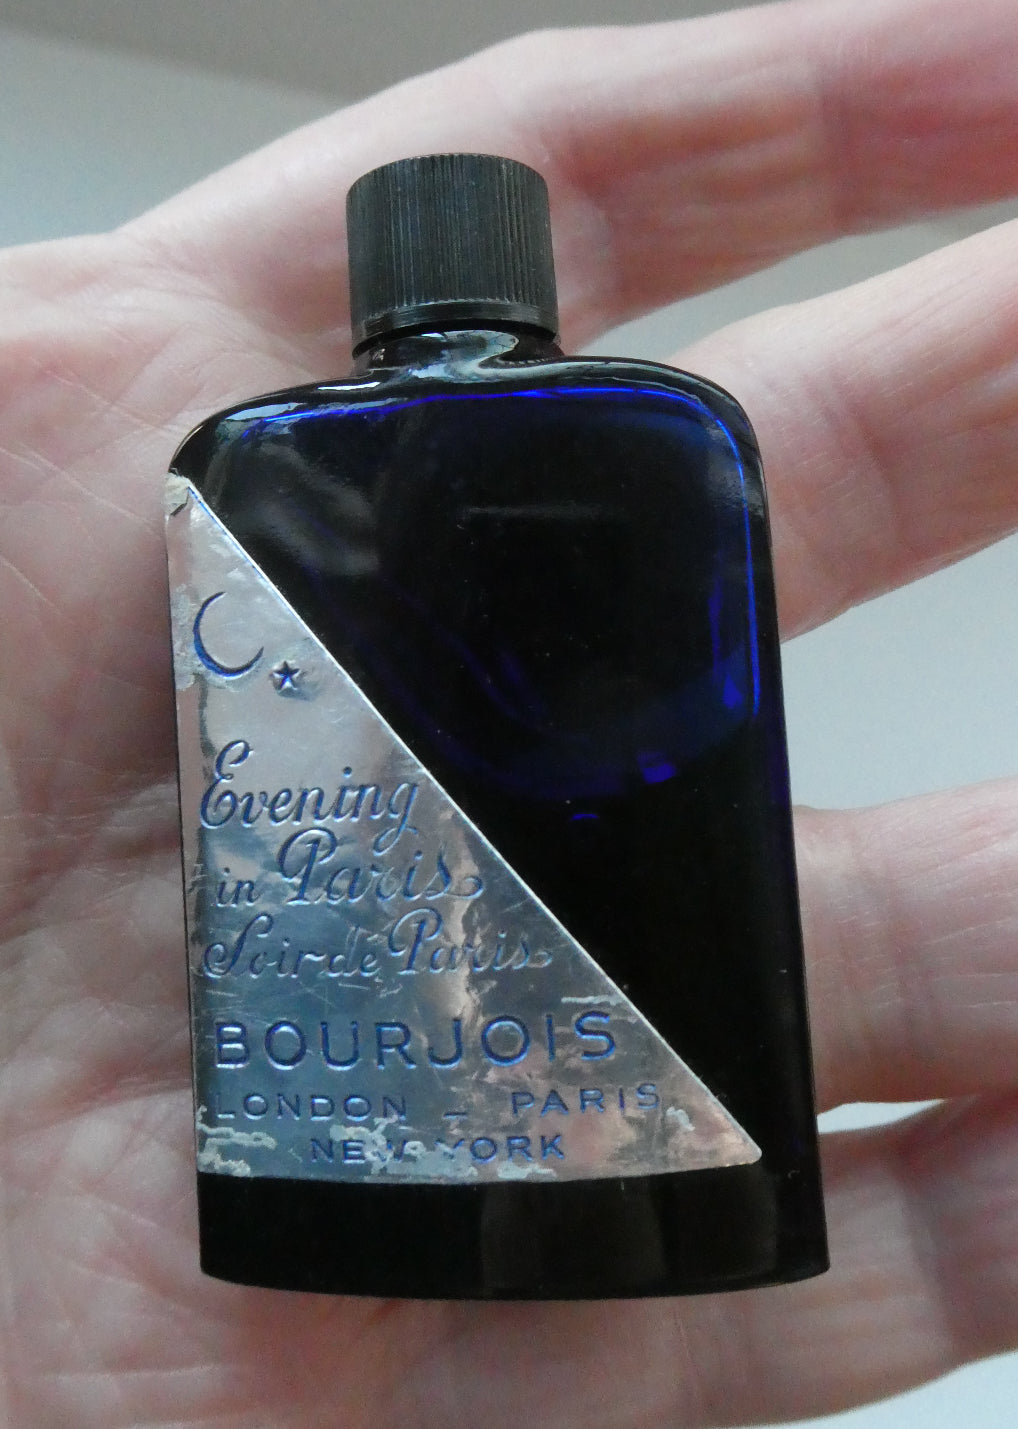 Evening
in Paris
Soir de Paris
BOURJOIS
LONDON - PARIS
NEW YORK